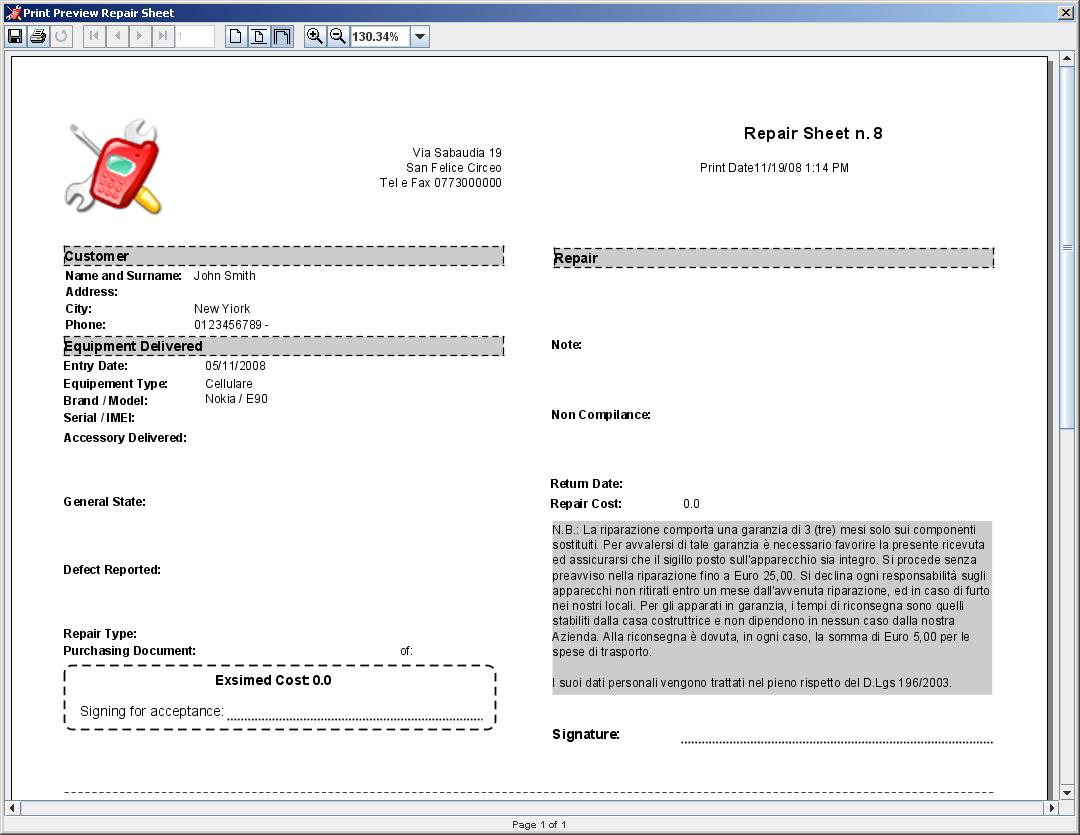 Print Preview Repair Sheet
1
130.34%
Repair Sheet n. 8
Via Sabaudia 19
San Felice Circeo
Tel e Fax 0773000000
Print Date11/19/08 1:14 PM
Customer
Name and Surname: John Smith
Address:
City: New Yiork
Phone: 0123456789 -
Equipment Delivered
Entry Date: 05/11/2008
Equipement Type: Cellulare
Brand / Model: Nokia / E90
Serial / IMEI:
Accessory Delivered:
General State:
Defect Reported:
Repair Type:
Purchasing Document: of:
Exsimed Cost: 0.0
Signing for acceptance:
Repair
Note:
Non Compilance:
Return Date:
Repair Cost: 0.0
N.B.: La riparazione comporta una garanzia di 3 (tre) mesi solo sui componenti
sostituiti. Per avvalersi di tale garanzia è necessario favorire la presente ricevuta
ed assicurarsi che il sigillo posto sull'apparecchio sia integro. Si procede senza
preavviso nella riparazione fino a Euro 25,00. Si declina ogni responsabilità sugli
apparecchi non ritirati entro un mese dall'avvenuta riparazione, ed in caso di furto
nei nostri locali. Per gli apparati in garanzia, i tempi di riconsegna sono quelli
stabiliti dalla casa costruttrice e non dipendono in nessun caso dalla nostra
Azienda. Alla riconsegna è dovuta, in ogni caso, la somma di Euro 5,00 per le
spese di trasporto.
I suoi dati personali vengono trattati nel pieno rispetto del D.Lgs 196/2003.
Signature:
Page 1 of 1